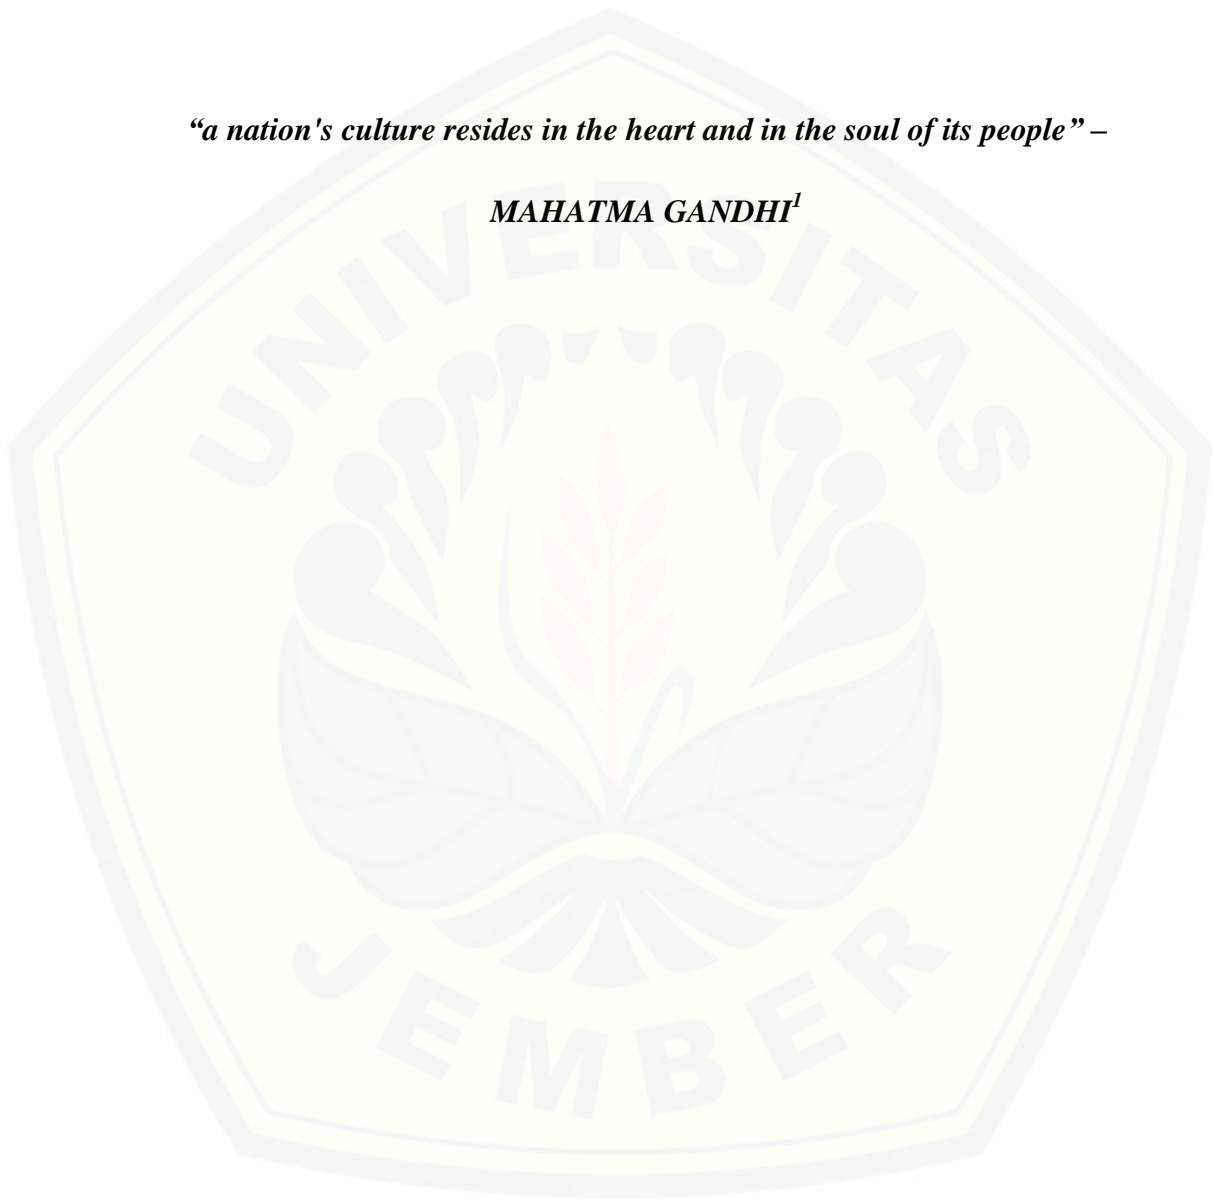 “a nation's culture resides in the heart and in the soul of its people” –
MAHATMA GANDHI1
UNIVERSITAS
JEMBER